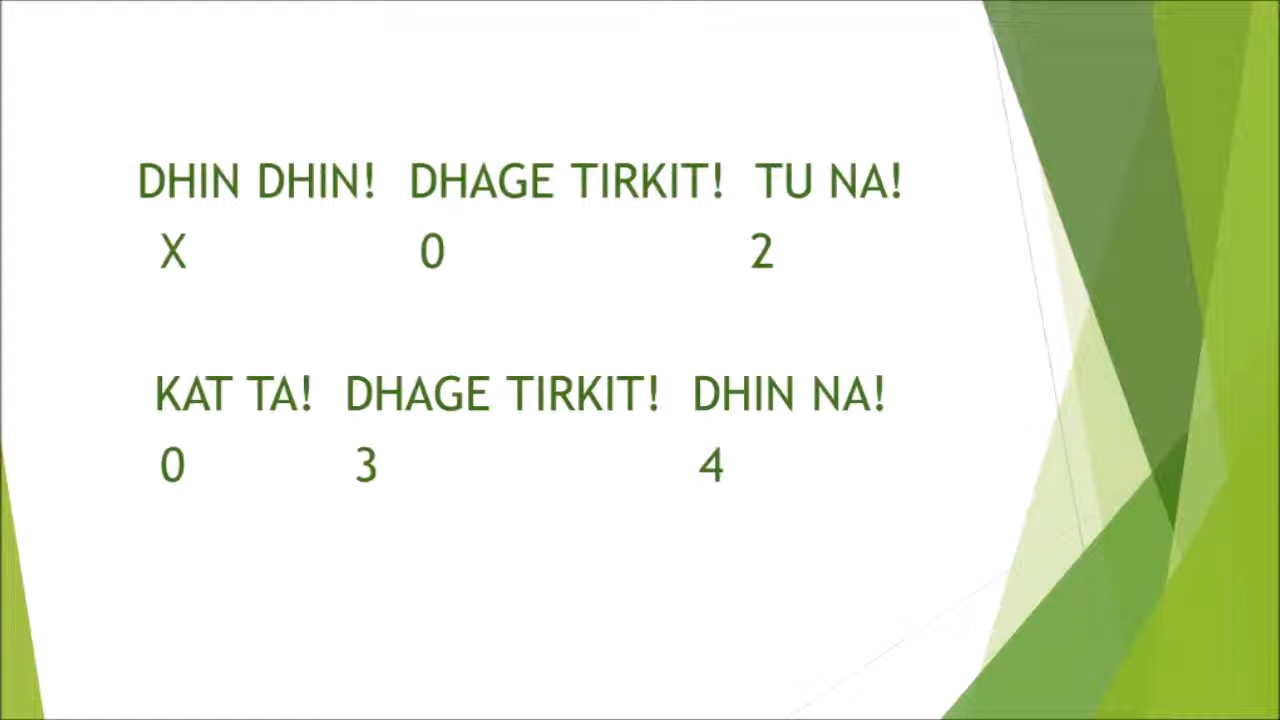 DHIN DHIN! DHAGE TIRKIT! TU NA!
X 0 2
KAT TA! DHAGE TIRKIT! DHIN NA!
0 3 4